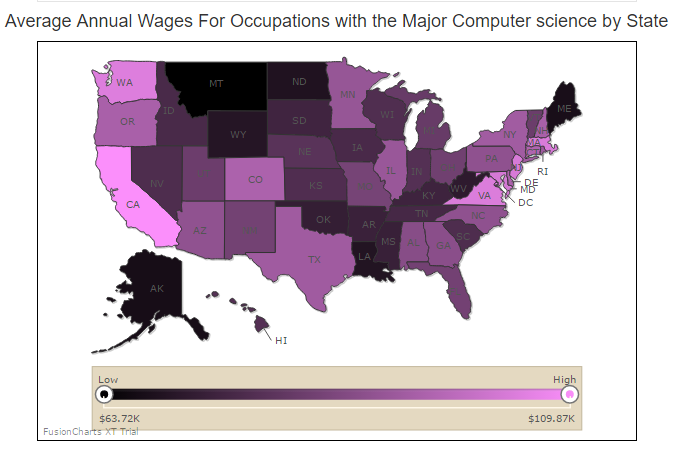 Average Annual Wages For Occupations with the Major Computer science by State
WA
MT
ND
MN
ME
ID
OR
WY
SD
WI
NY
NH
MA
NE
IA
PA
RI
NV
CO
IL
IN
DE
MD
CA
KS
KY
WV
VA
DC
AZ
OK
AR
TN
NC
TX
LA
MS
AL
GA
SC
AK
HI
Low
High
$63.72K
$109.87K
FusionCharts XT Trial